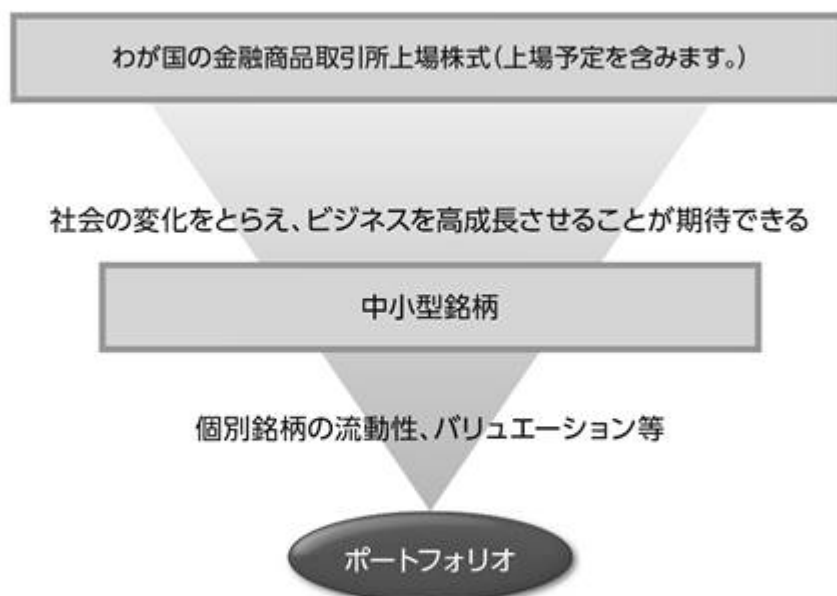 わが国の金融商品取引所上場株式(上場予定を含みます。)
社会の変化をとらえ、ビジネスを高成長させることが期待できる
中小型銘柄
個別銘柄の流動性、バリュエーション等
ポートフォリオ